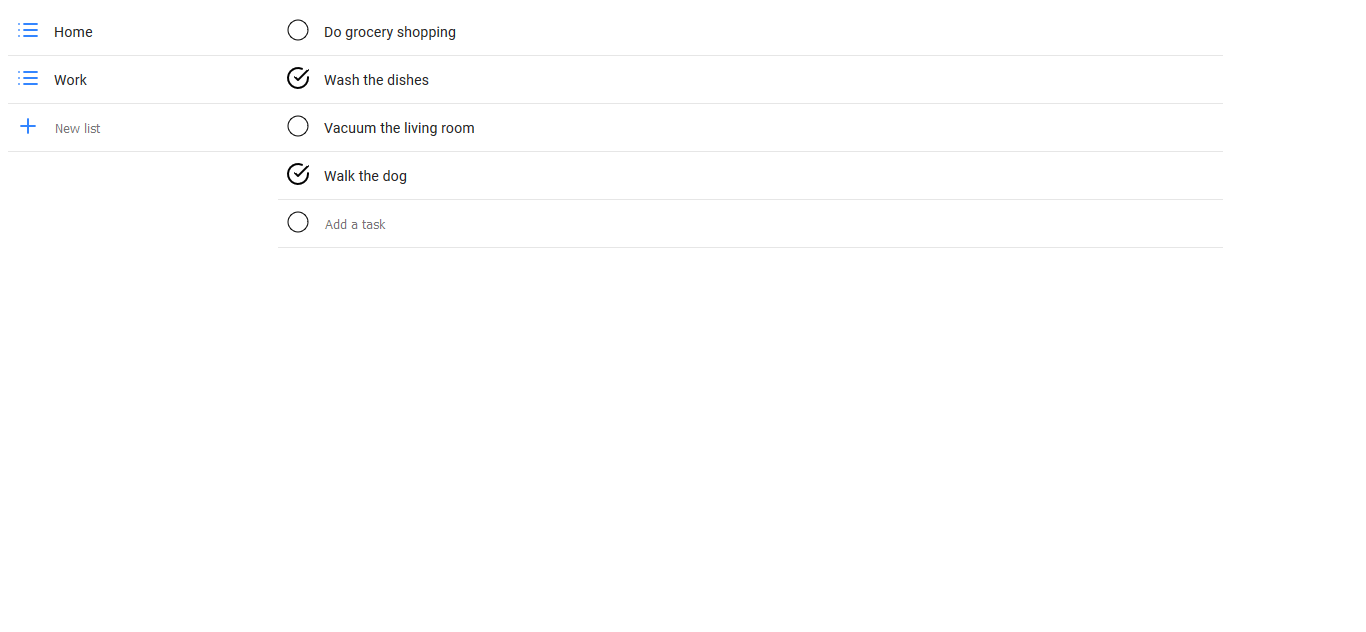 Home
Work
New list
Do grocery shopping
Wash the dishes
Vacuum the living room
Walk the dog
Add a task